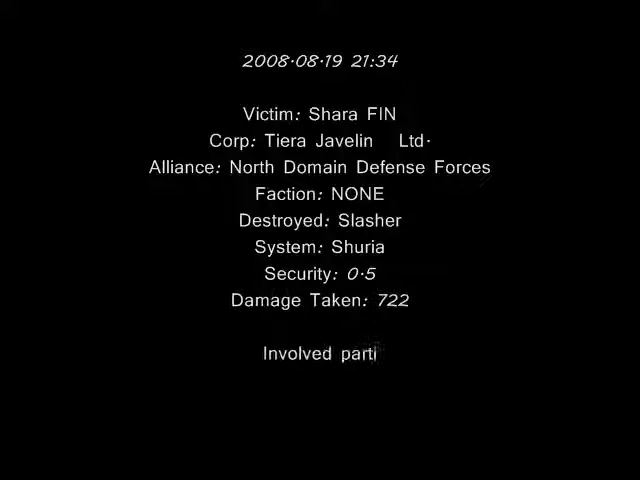 2008.08.19 21:34
Victim: Shara FIN
Corp: Tiera Javelin Ltd.
Alliance: North Domain Defense Forces
Faction: NONE
Destroyed: Slasher
System: Shuria
Security: 0.5
Damage Taken: 722
Involved parti